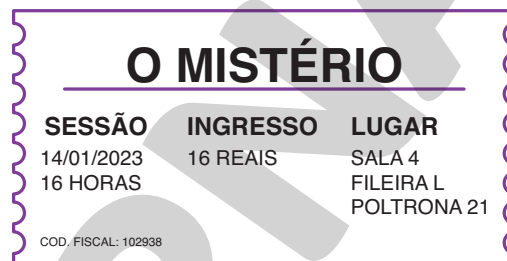 O MISTÉRIO
SESSÃO INGRESSO LUGAR
14/01/2023 16 REAIS SALA 4
16 HORAS FILEIRA L
POLTRONA 21
COD. FISCAL: 102938